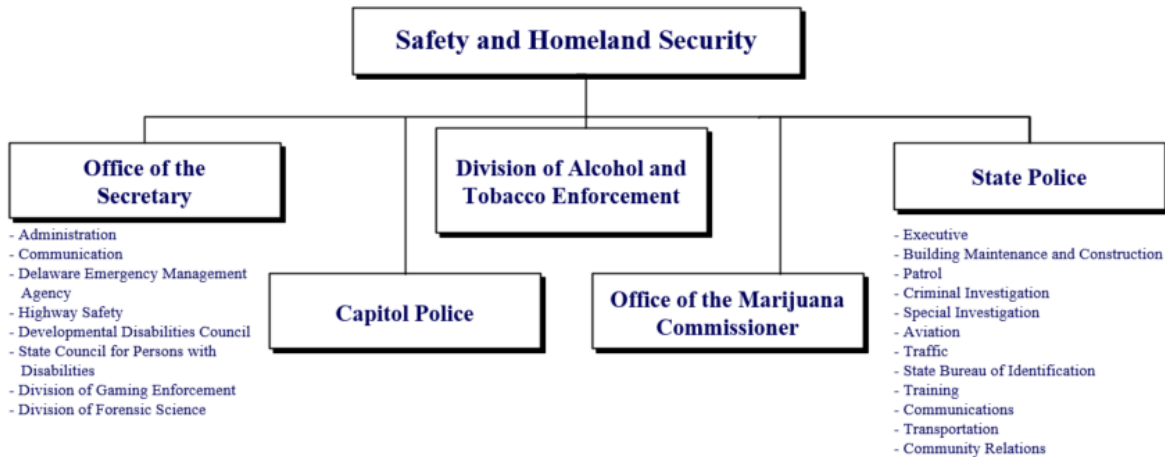 Safety and Homeland Security
Office of the
Secretary
- Administration
- Communication
- Delaware Emergency Management
Agency
- Highway Safety
- Developmental Disabilities Council
- State Council for Persons with
Disabilities
- Division of Gaming Enforcement
- Division of Forensic Science
Capitol Police
Division of Alcohol and
Tobacco Enforcement
Office of the Marijuana
Commissioner
State Police
- Executive
- Building Maintenance and Construction
- Patrol
- Criminal Investigation
- Special Investigation
- Aviation
- Traffic
- State Bureau of Identification
- Training
- Communications
- Transportation
- Community Relations